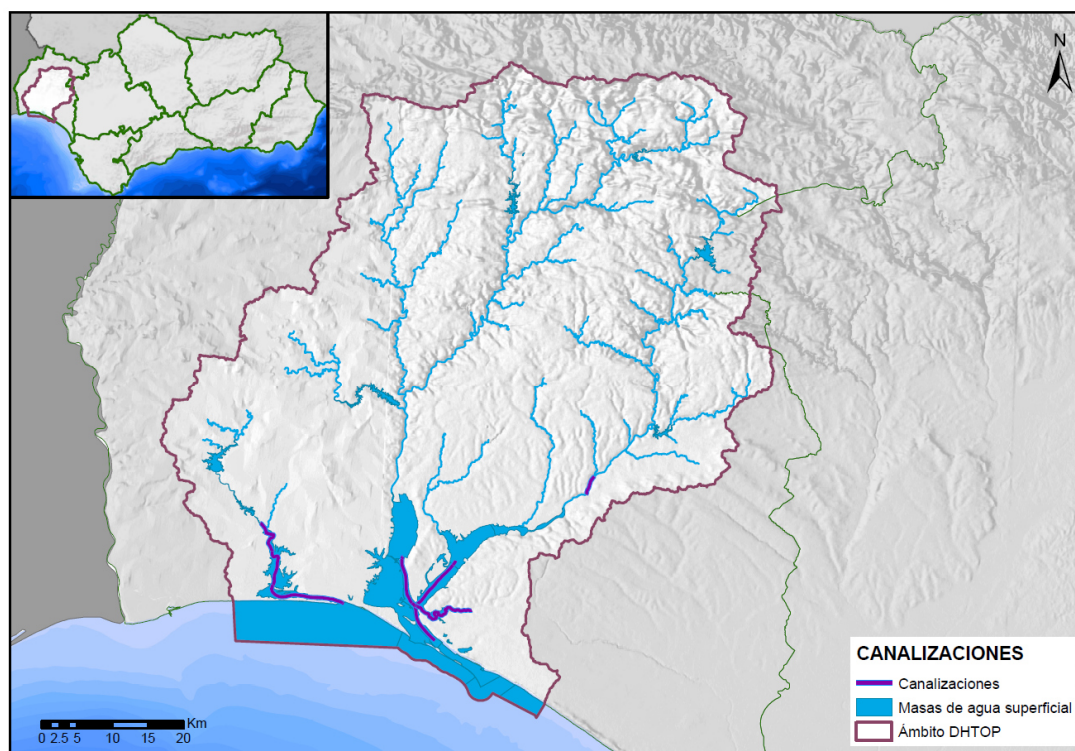 N
CANALIZACIONES
Canalizaciones
Masas de agua superficial
Ámbito DHTOP
Km
0 2.5 5 10 15 20